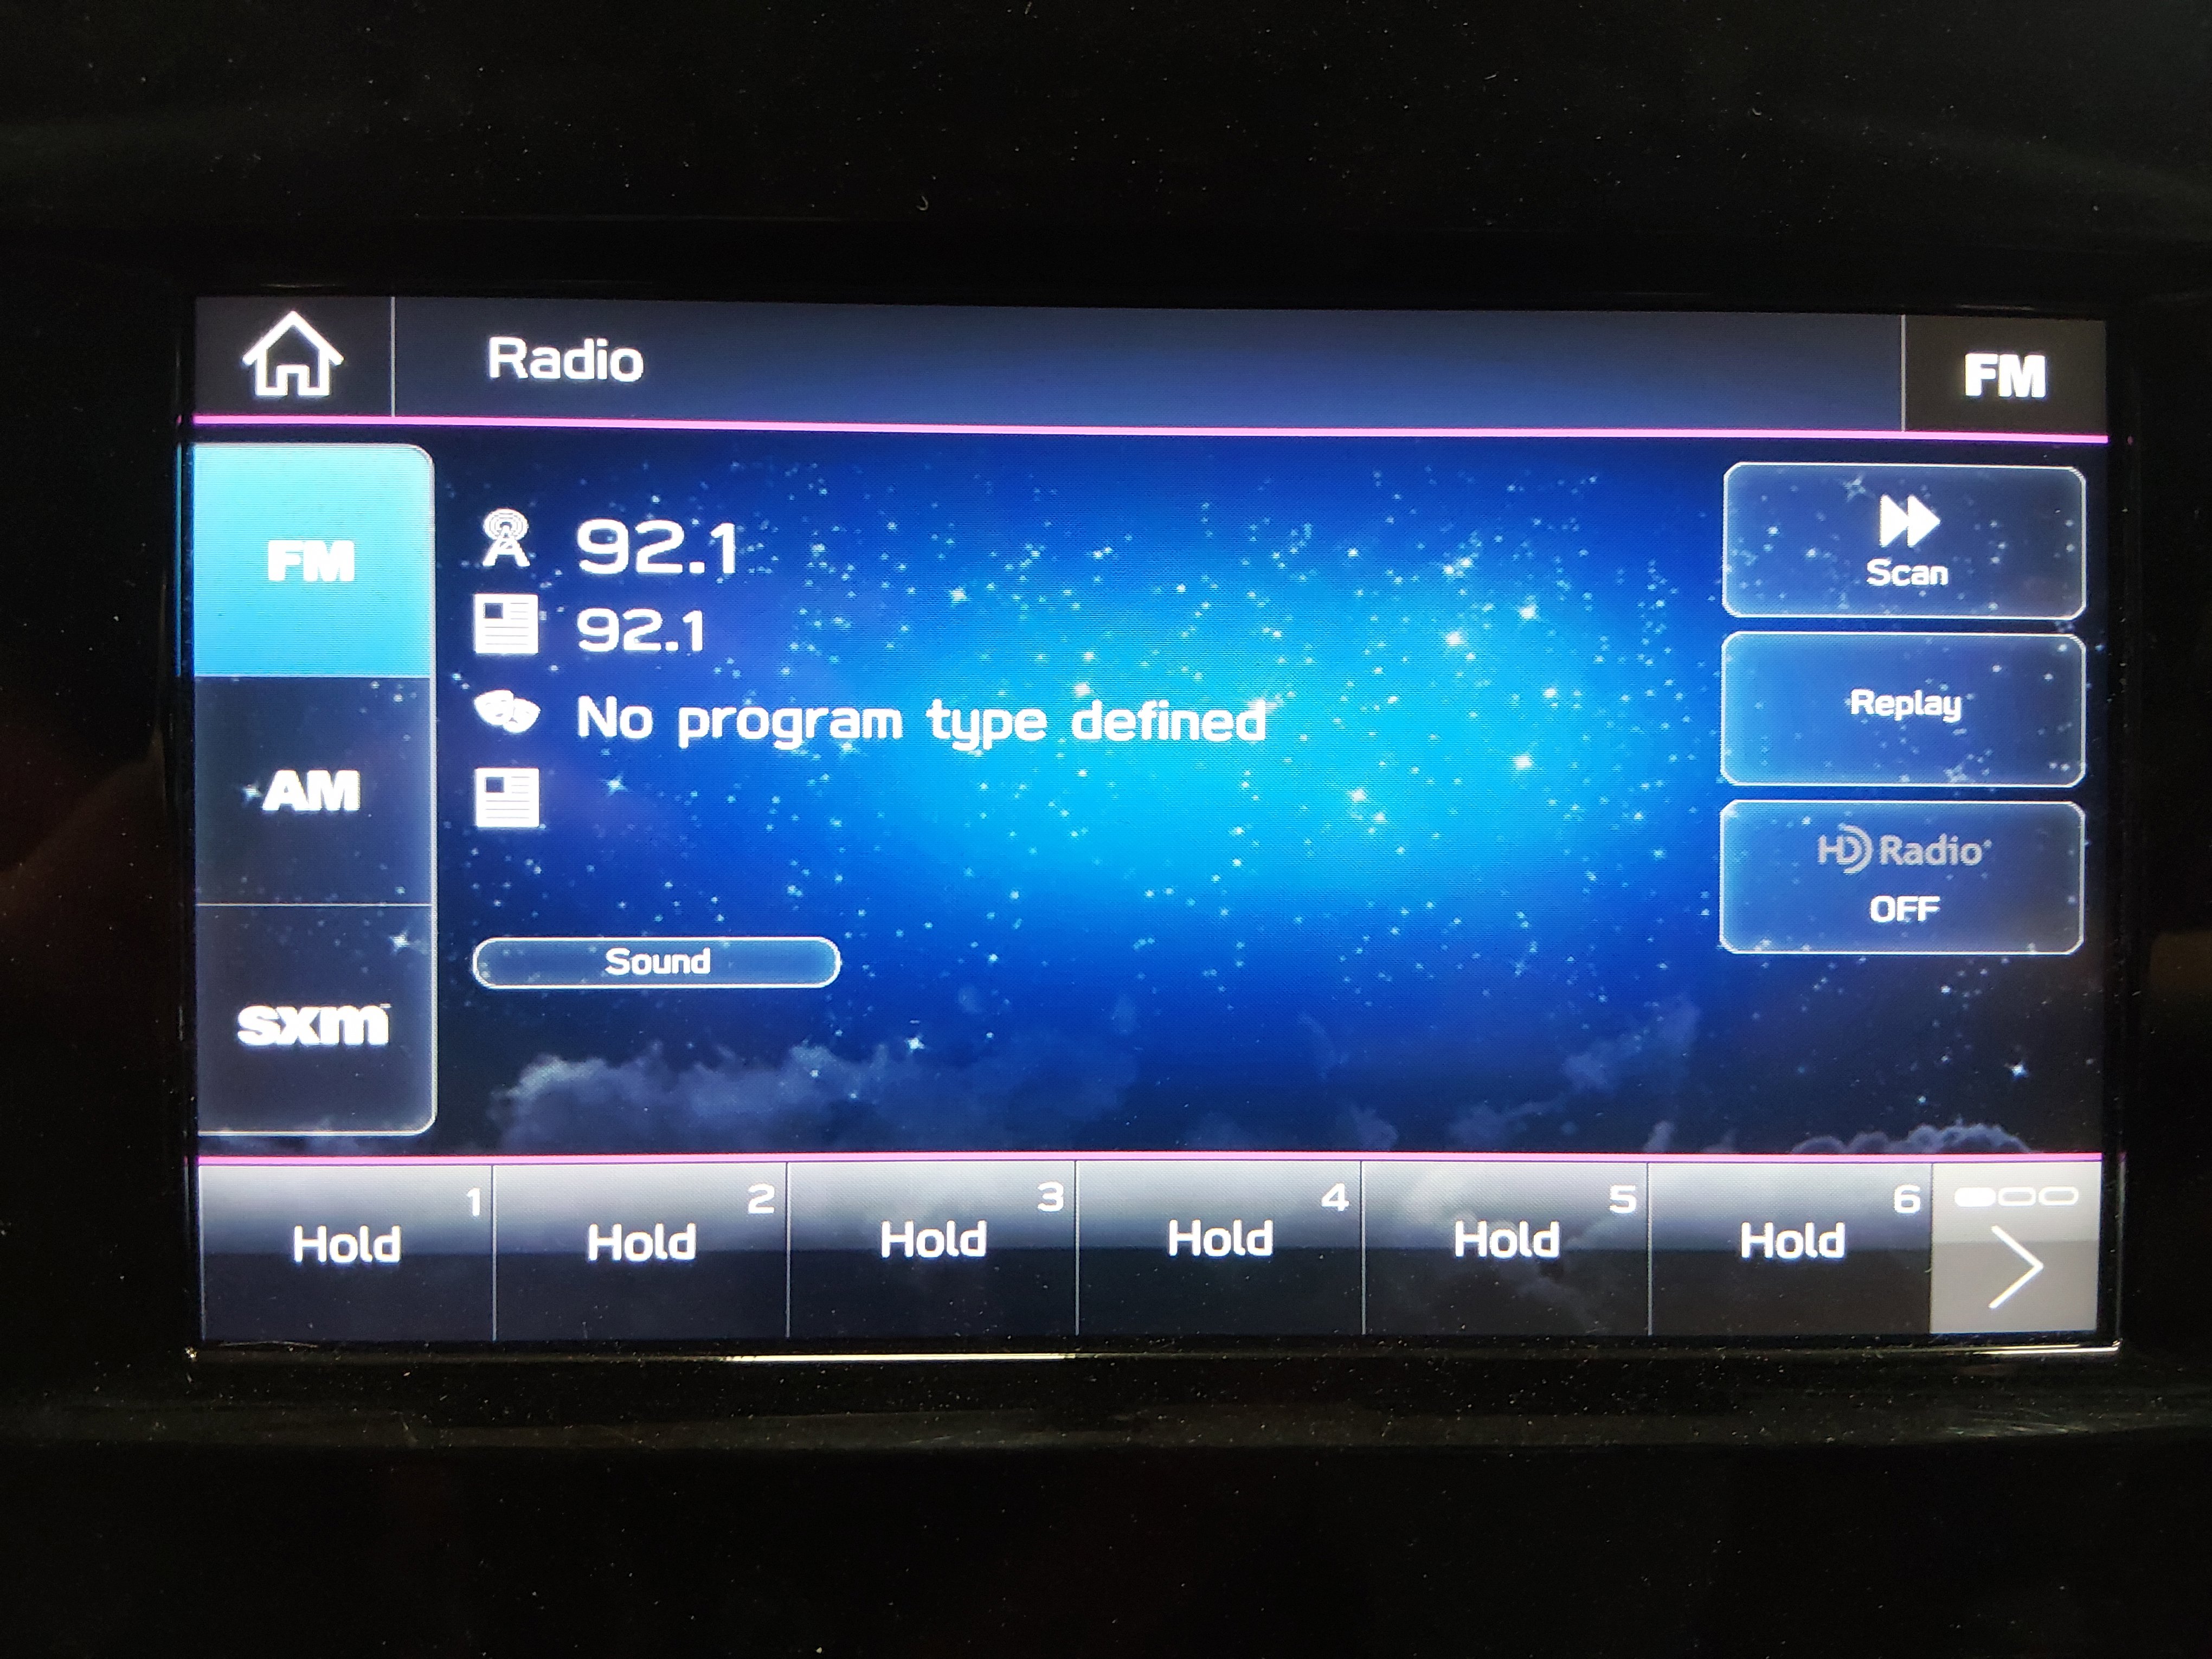 Radio
FM
FM
AM
sxm
92.1
92.1
No program type defined
Sound
Scan
Replay
HD Radio
OFF
1
Hold
2
Hold
3
Hold
4
Hold
5
Hold
6
Hold